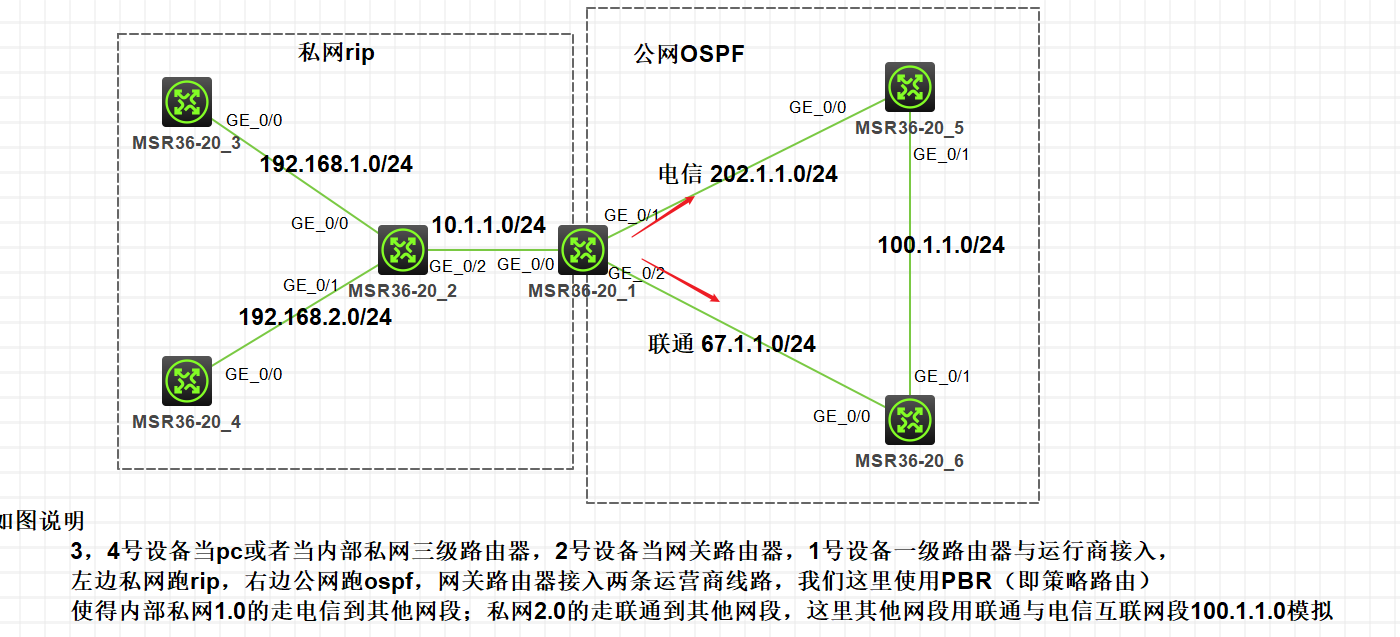 私网rip
公网OSPF
GE_0/0
MSR36-20_3
192.168.1.0/24
GE_0/0
GE_0/0
MSR36-20_5
GE_0/1
电信 202.1.1.0/24
GE_0/1
10.1.1.0/24
GE_0/2
GE_0/0
GE_0/1
MSR36-20_2
MSR36-20_1
GE_0/2
100.1.1.0/24
192.168.2.0/24
联通 67.1.1.0/24
GE_0/0
MSR36-20_4
GE_0/1
GE_0/0
MSR36-20_6
如图说明
3，4号设备当pc或者当内部私网三级路由器，2号设备当网关路由器，1号设备一级路由器与运行商接入，
左边私网跑rip，右边公网跑ospf，网关路由器接入两条运营商线路，我们这里使用PBR（即策略路由）
使得内部私网1.0的走电信到其他网段；私网2.0的走联通到其他网段，这里其他网段用联通与电信互联网段100.1.1.0模拟